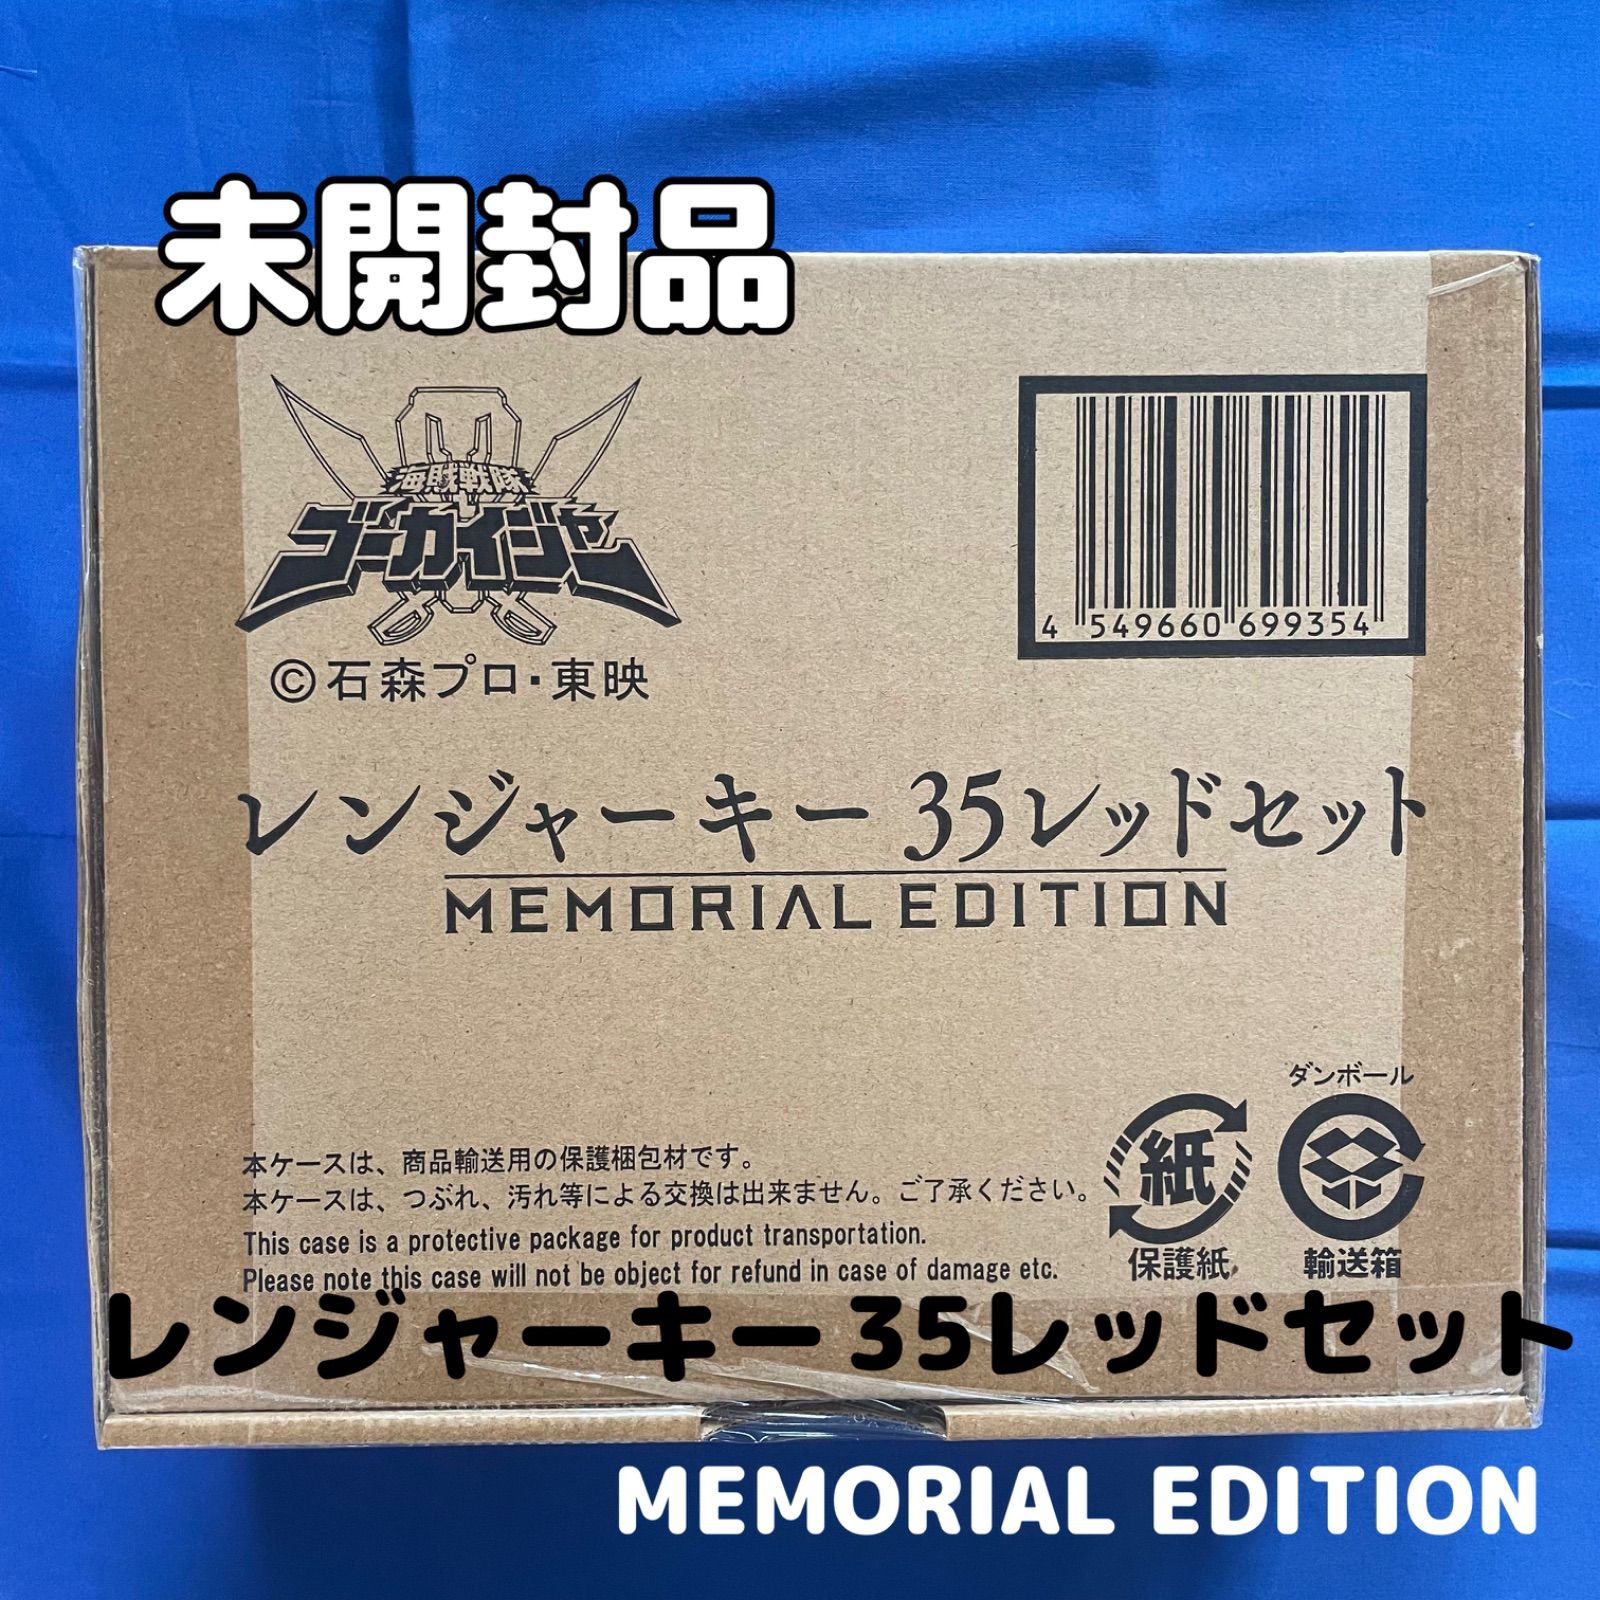 未開封品
海賊戦隊
ゴーカイジャー
©石森プロ・東映
4 549660 699354
レンジャーキー 35レッドセット
MEMORIAL EDITION
ダンボール
本ケースは、商品輸送用の保護梱包材です。
本ケースは、つぶれ、汚れ等による交換は出来ません。ご了承ください。
This case is a protective package for product transportation.
Please note this case will not be object for refund in case of damage etc.
紙
保護紙
輸送箱
レンジャーキー 35レッドセット
MEMORIAL EDITION